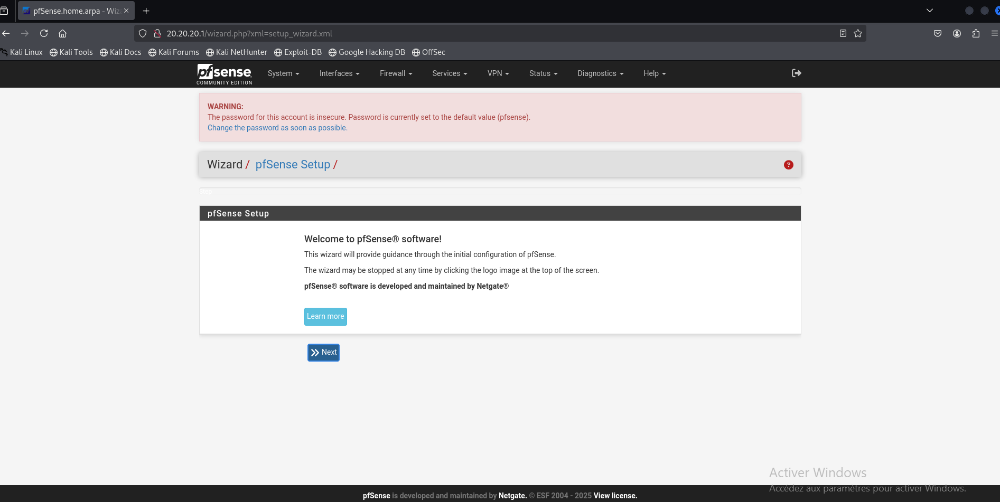 pfSense.home.arpa - Wiz
20.20.20.1/wizard.php?xml=setup_wizard.xml
Kali Linux Kali Tools Kali Docs Kali Forums Kali NetHunter Exploit-DB Google Hacking DB OffSec
pfsense
COMMUNITY EDITION
System Interfaces Firewall Services VPN Status Diagnostics Help
WARNING:
The password for this account is insecure. Password is currently set to the default value (pfsense).
Change the password as soon as possible.
Wizard / pfSense Setup /
?
Step
pfSense Setup
Welcome to pfSense® software!
This wizard will provide guidance through the initial configuration of pfSense.
The wizard may be stopped at any time by clicking the logo image at the top of the screen.
pfSense® software is developed and maintained by Netgate®
Learn more
Next
Activer Windows
Accédez aux paramètres pour activer Windows.
pfSense is developed and maintained by Netgate. © ESF 2004 - 2025 View license.